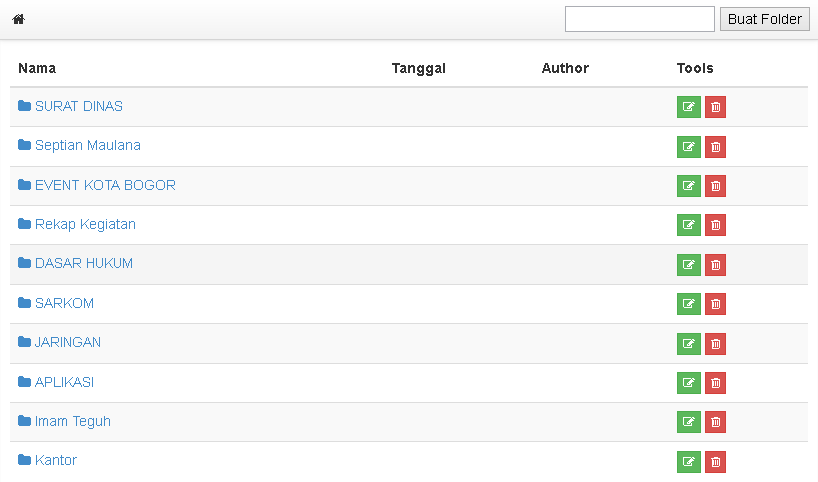 Buat Folder
Nama Tanggal Author Tools
SURAT DINAS
Septian Maulana
EVENT KOTA BOGOR
Rekap Kegiatan
DASAR HUKUM
SARKOM
JARINGAN
APLIKASI
Imam Teguh
Kantor